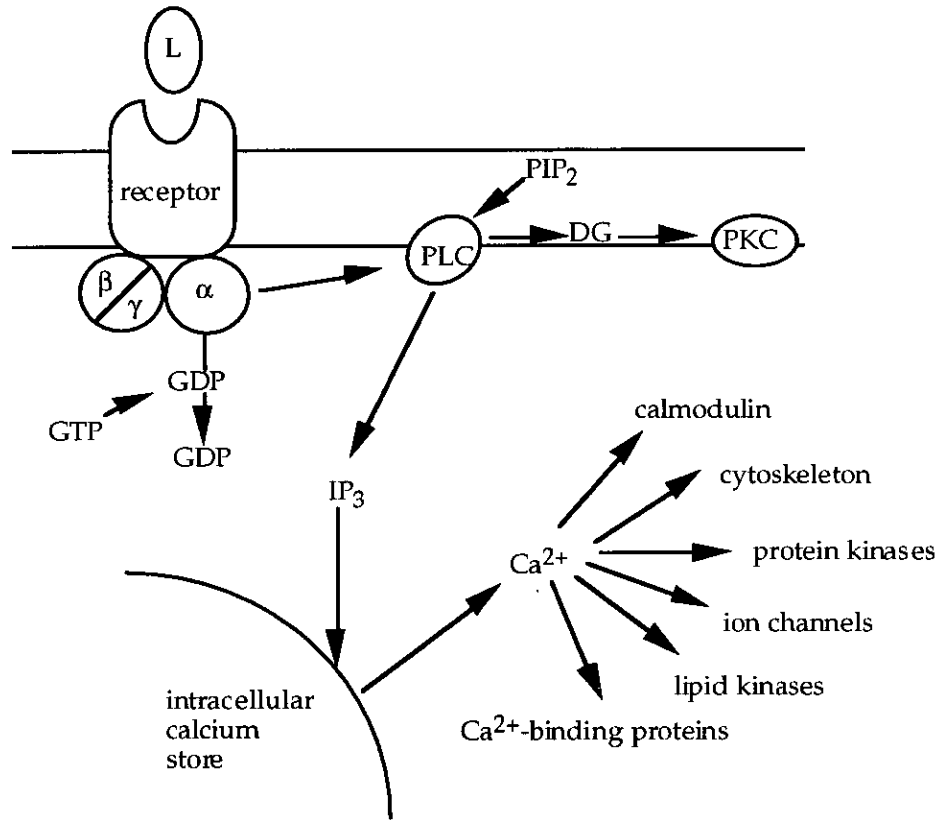 L
receptor
PIP₂
PLC
DG
PKC
β
γ
α
GDP
GTP
GDP
IP₃
calmodulin
cytoskeleton
Ca²⁺
protein kinases
ion channels
lipid kinases
Ca²⁺-binding proteins
intracellular
calcium
store